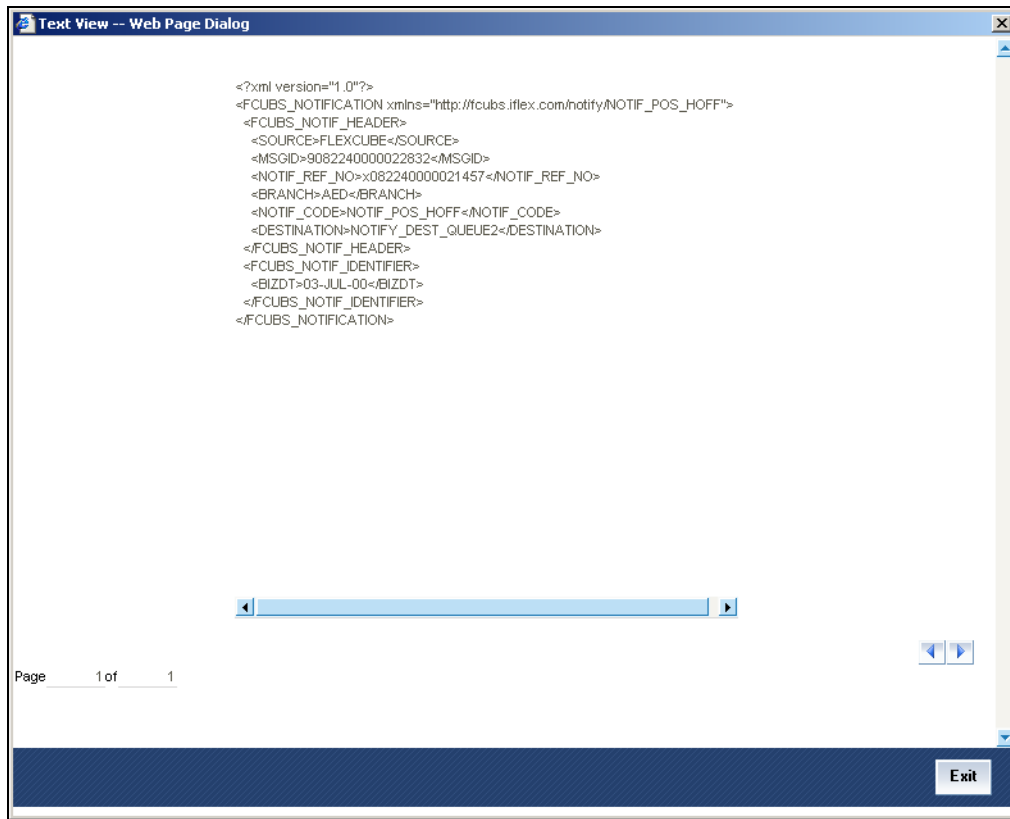 Text View -- Web Page Dialog
<?xml version="1.0"?>
<FCUBS_NOTIFICATION xmlns="http://fcubs.iflex.com/notify/NOTIF_POS_HOFF">
<FCUBS_NOTIF_HEADER>
<SOURCE>FLEXCUBE</SOURCE>
<MSGID>9082240000022832</MSGID>
<NOTIF_REF_NO>x082240000021457</NOTIF_REF_NO>
<BRANCH>AED</BRANCH>
<NOTIF_CODE>NOTIF_POS_HOFF</NOTIF_CODE>
<DESTINATION>NOTIFY_DEST_QUEUE2</DESTINATION>
</FCUBS_NOTIF_HEADER>
<FCUBS_NOTIF_IDENTIFIER>
<BIZDT>03-JUL-00</BIZDT>
</FCUBS_NOTIF_IDENTIFIER>
</FCUBS_NOTIFICATION>
Page 1 of 1
Exit